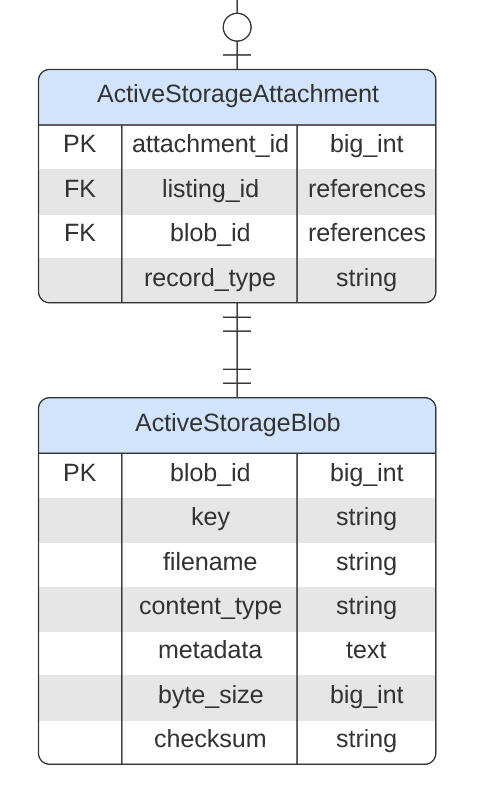 ActiveStorageAttachment
PK attachment_id big_int
FK listing_id references
FK blob_id references
record_type string
ActiveStorageBlob
PK blob_id big_int
key string
filename string
content_type string
metadata text
byte_size big_int
checksum string